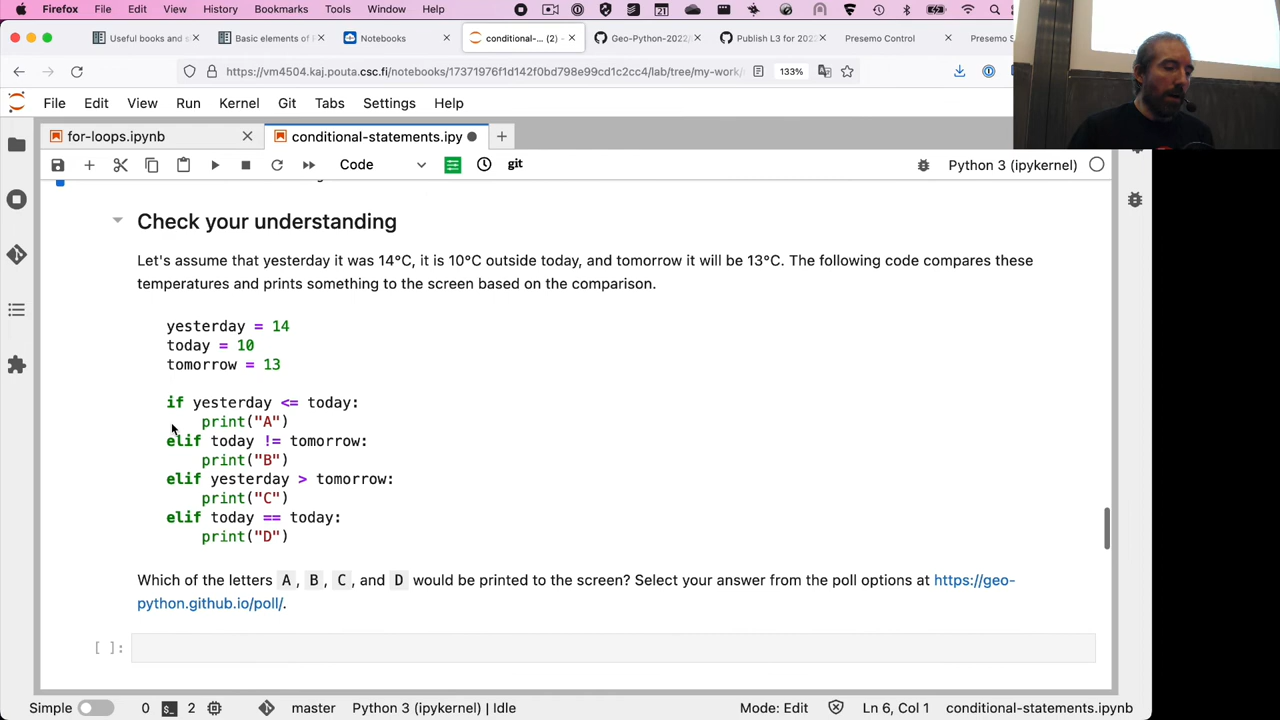 Firefox File Edit View History Bookmarks Tools Window Help
Useful books and s Basic elements of F Notebooks conditional-... (2) Geo-Python-2022/ Publish L3 for 202 Presemo Control Presemo S
https://vm4504.kaj.pouta.csc.fi/notebooks/17371976f1d142f0bd798e99cd1c2cc4/lab/tree/my-work/ 133%
File Edit View Run Kernel Git Tabs Settings Help
for-loops.ipynb conditional-statements.ipy
Code git Python 3 (ipykernel)
Check your understanding
Let's assume that yesterday it was 14°C, it is 10°C outside today, and tomorrow it will be 13°C. The following code compares these
temperatures and prints something to the screen based on the comparison.
yesterday = 14
today = 10
tomorrow = 13
if yesterday <= today:
print("A")
elif today != tomorrow:
print("B")
elif yesterday > tomorrow:
print("C")
elif today == today:
print("D")
Which of the letters A, B, C, and D would be printed to the screen? Select your answer from the poll options at https://geo-
python.github.io/poll/.
[ ]:
Simple 0 2 master Python 3 (ipykernel) | Idle Mode: Edit Ln 6, Col 1 conditional-statements.ipynb